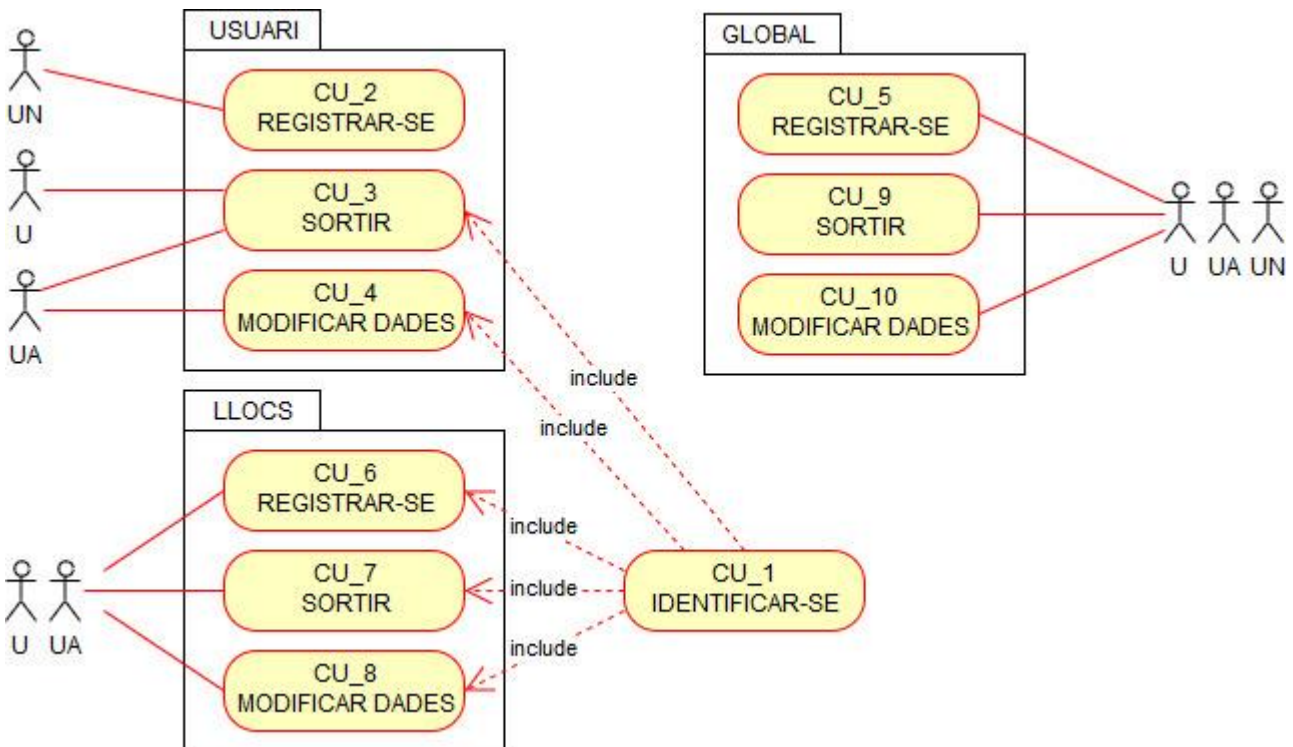 USUARI
UN
CU_2
REGISTRAR-SE
U
CU_3
SORTIR
UA
CU_4
MODIFICAR DADES
GLOBAL
CU_5
REGISTRAR-SE
CU_9
SORTIR
CU_10
MODIFICAR DADES
U UA UN
include
include
LLOCS
CU_6
REGISTRAR-SE
CU_7
SORTIR
CU_8
MODIFICAR DADES
U UA
include
include
include
CU_1
IDENTIFICAR-SE